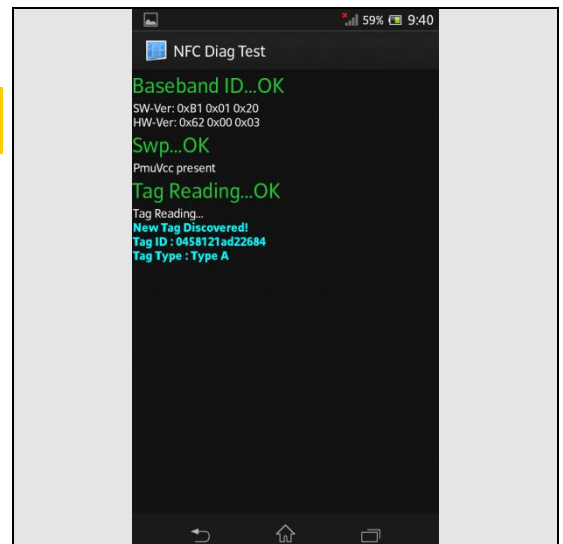 59% 9:40
NFC Diag Test
Baseband ID...OK
SW-Ver: 0xB1 0x01 0x20
HW-Ver: 0x62 0x00 0x03
Swp...OK
PmuVcc present
Tag Reading...OK
Tag Reading...
New Tag Discovered!
Tag ID : 0458121ad22684
Tag Type : Type A